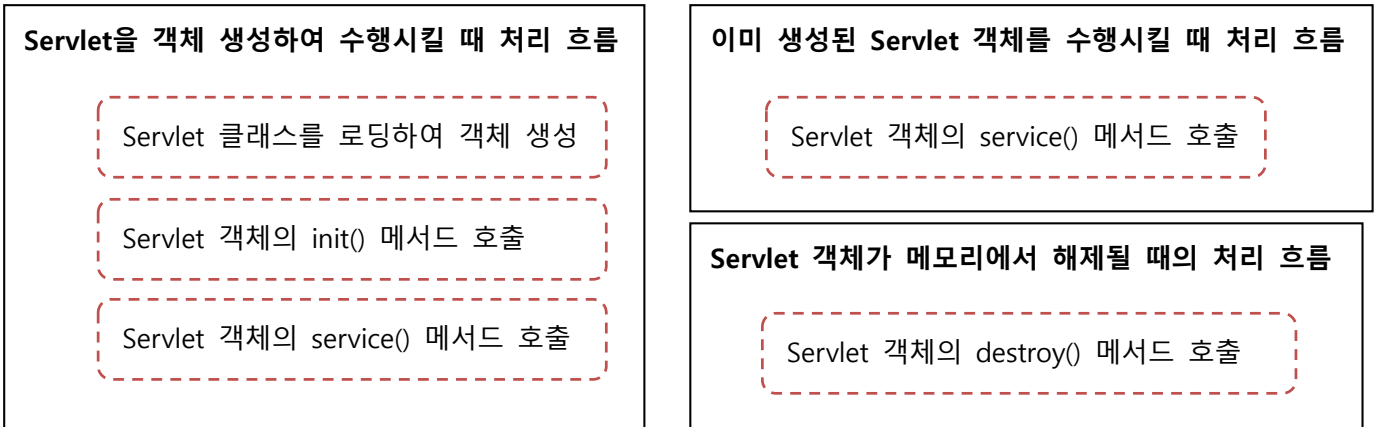 Servlet을 객체 생성하여 수행시킬 때 처리 흐름
Servlet 클래스를 로딩하여 객체 생성
Servlet 객체의 init() 메서드 호출
Servlet 객체의 service() 메서드 호출
이미 생성된 Servlet 객체를 수행시킬 때 처리 흐름
Servlet 객체의 service() 메서드 호출
Servlet 객체가 메모리에서 해제될 때의 처리 흐름
Servlet 객체의 destroy() 메서드 호출